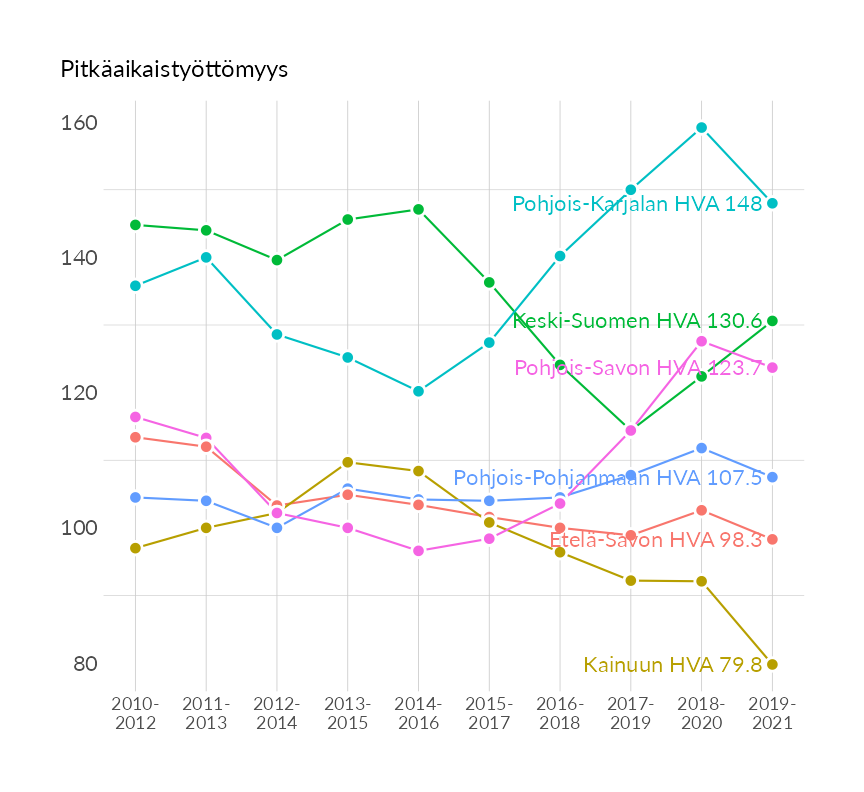 Pitkäaikaistyöttömyys
160
Pohjois-Karjalan HVA 148
140
Keski-Suomen HVA 130.6
Pohjois-Savon HVA 123.7
120
Pohjois-Pohjanmaan HVA 107.5
100
Etelä-Savon HVA 98.3
80
Kainuun HVA 79.8
2010- 2011- 2012- 2013- 2014- 2015- 2016- 2017- 2018- 2019-
2012 2013 2014 2015 2016 2017 2018 2019 2020 2021